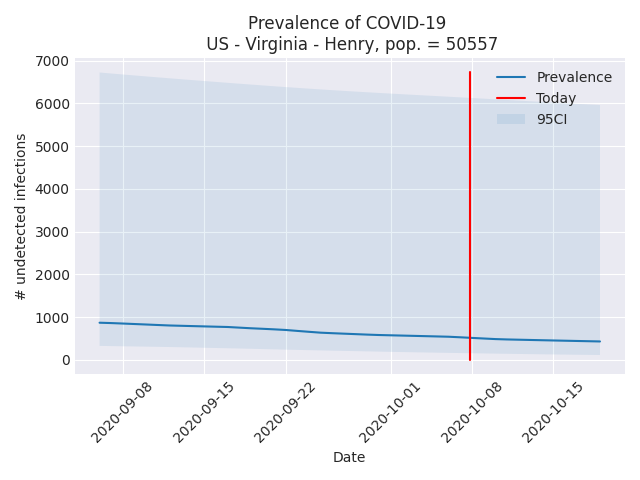 Prevalence of COVID-19
US - Virginia - Henry, pop. = 50557
7000
6000
5000
4000
3000
2000
1000
0
# undetected infections
Prevalence
Today
95CI
2020-09-08
2020-09-15
2020-09-22
2020-10-01
2020-10-08
2020-10-15
Date